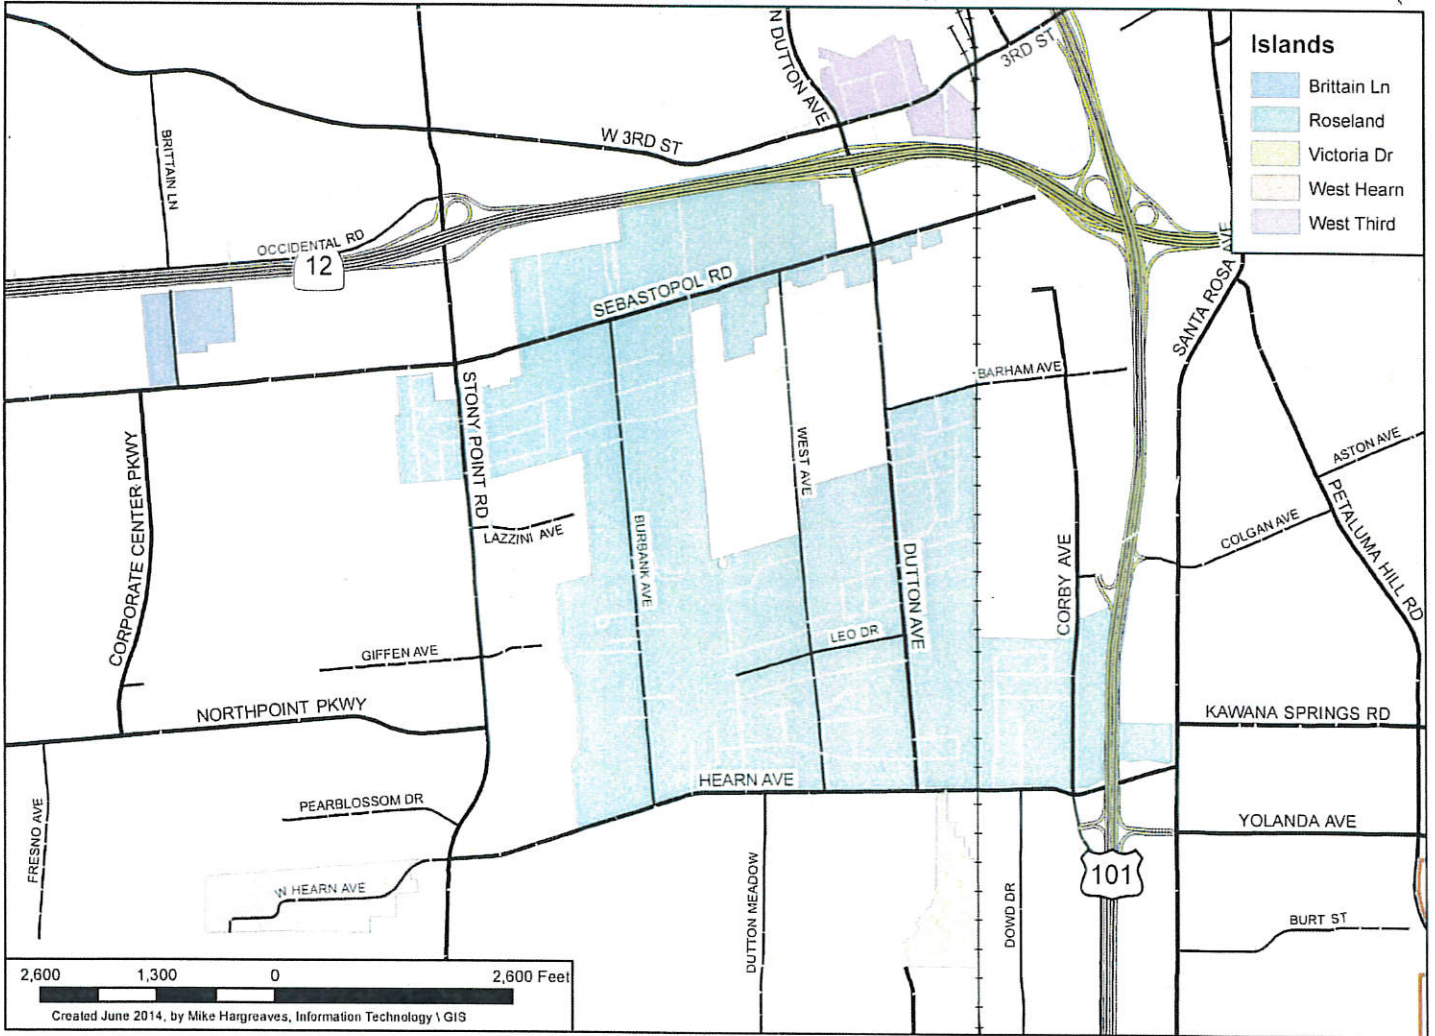 Islands
Brittain Ln
Roseland
Victoria Dr
West Hearn
West Third
N DUTTON AVE
3RD ST
W 3RD ST
BRITTAIN LN
OCCIDENTAL RD
12
SEBASTOPOL RD
SANTA ROSA AVE
STONY POINT RD
BARHAM AVE
CORPORATE CENTER PKWY
WEST AVE
ASTON AVE
PETALUMA HILL RD
COLGAN AVE
LAZZINI AVE
BURBANK AVE
DUTTON AVE
CORBY AVE
LEO DR
GIFFEN AVE
NORTHPOINT PKWY
KAWANA SPRINGS RD
HEARN AVE
PEARBLOSSOM DR
YOLANDA AVE
FRESNO AVE
W HEARN AVE
101
DUTTON MEADOW
DOWD DR
BURT ST
2,600 1,300 0 2,600 Feet
Created June 2014, by Mike Hargreaves, Information Technology \ GIS